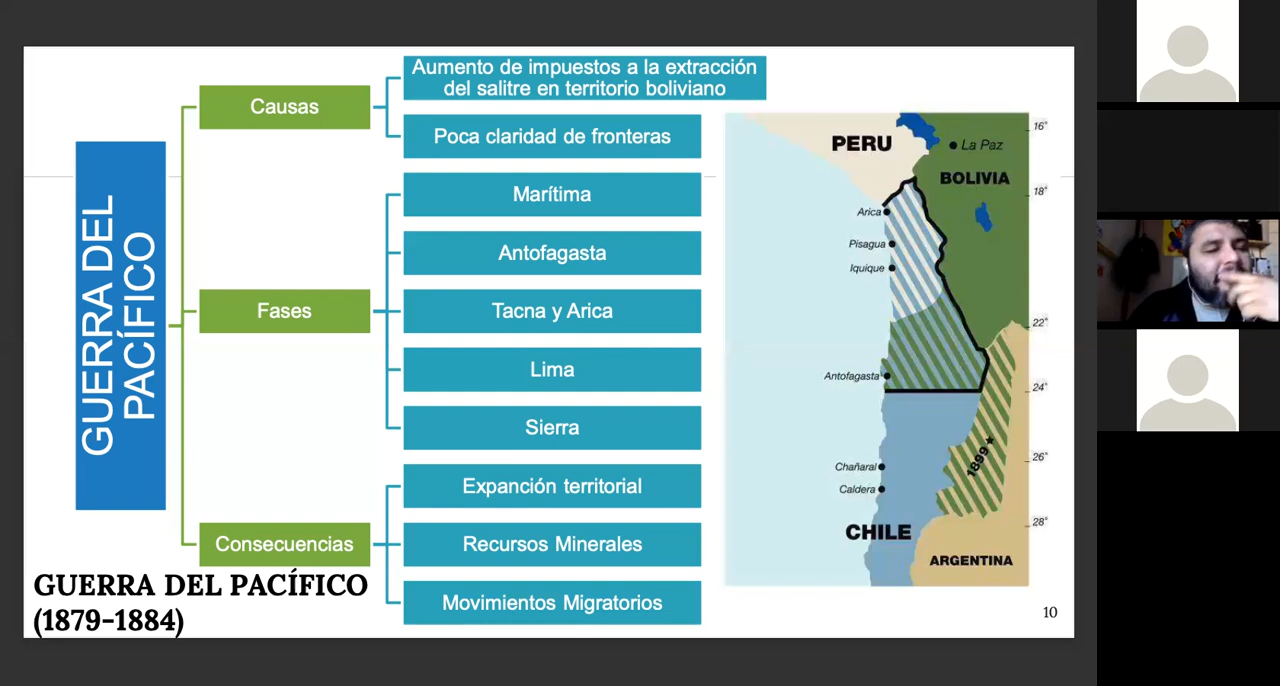 GUERRA DEL
PACÍFICO
Causas
Aumento de impuestos a la extracción
del salitre en territorio boliviano
Poca claridad de fronteras
Fases
Marítima
Antofagasta
Tacna y Arica
Lima
Sierra
Consecuencias
Expanción territorial
Recursos Minerales
Movimientos Migratorios
GUERRA DEL PACÍFICO
(1879-1884)
PERU
La Paz
BOLIVIA
Arica
Pisagua
Iquique
Antofagasta
Chañaral
Caldera
CHILE
ARGENTINA
1899
16°
18°
22°
24°
26°
28°
10